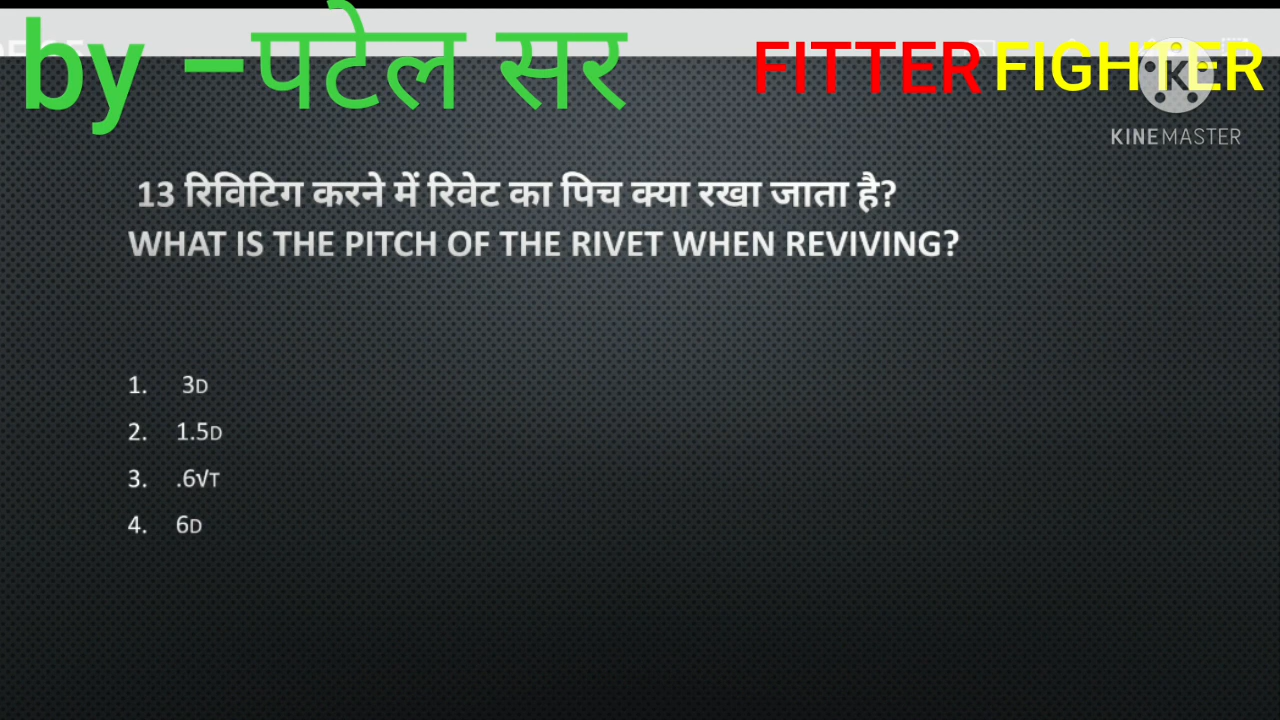 by –पटेल सर
FITTER FIGHTER
KINEMASTER
13 रिविटिग करने में रिवेट का पिच क्या रखा जाता है?
WHAT IS THE PITCH OF THE RIVET WHEN REVIVING?
1. 3D
2. 1.5D
3. .6√T
4. 6D